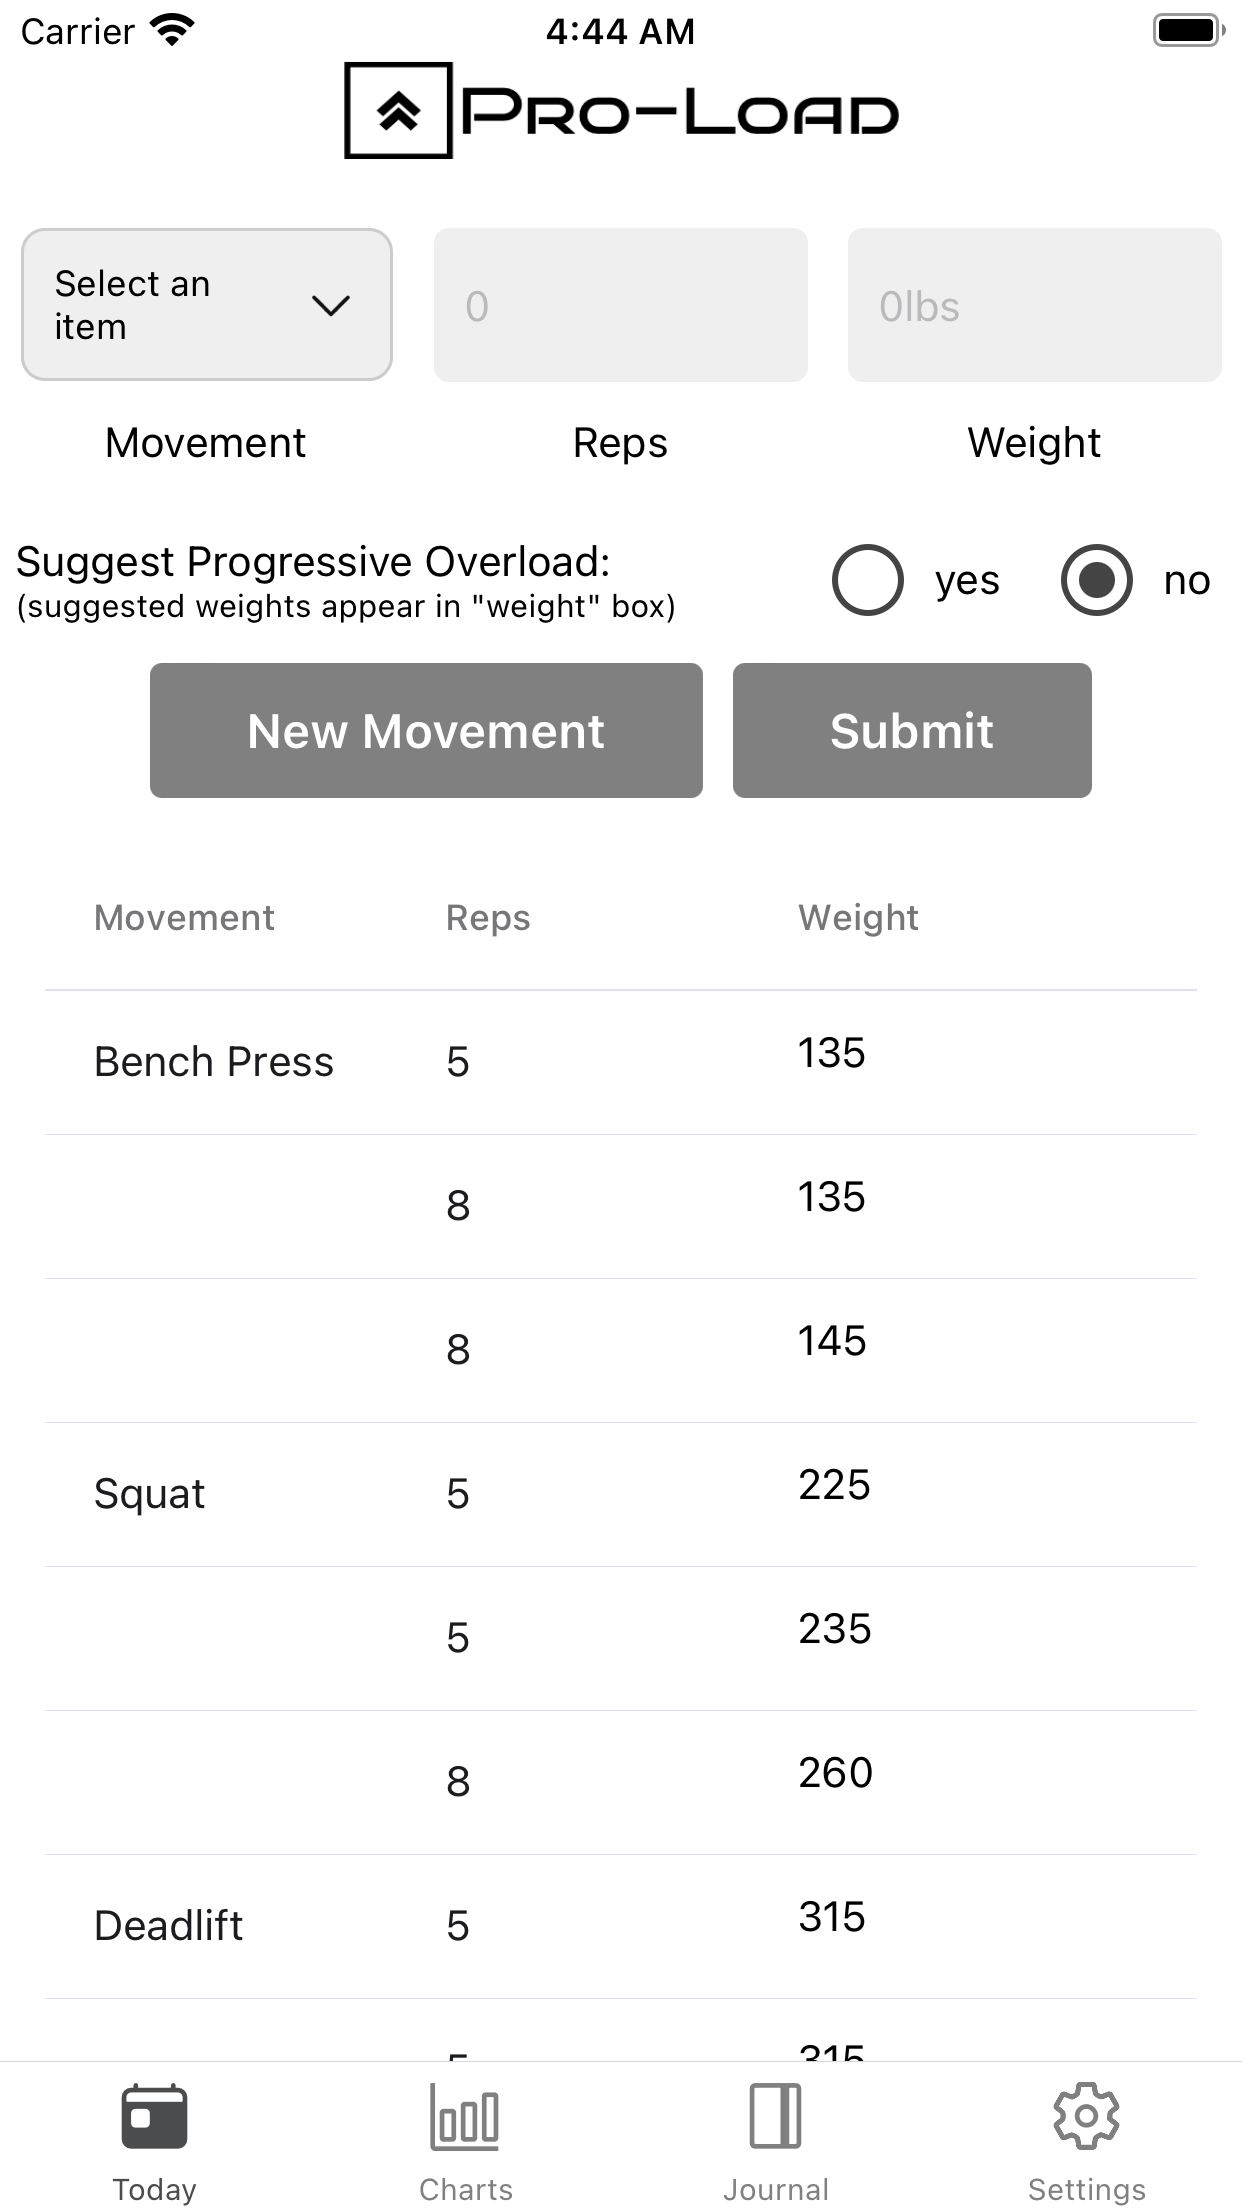 Carrier 4:44 AM
PRO-LOAD
Select an
item
0
0lbs
Movement Reps Weight
Suggest Progressive Overload:
(suggested weights appear in "weight" box)
yes no
New Movement Submit
Movement Reps Weight
Bench Press 5 135
8 135
8 145
Squat 5 225
5 235
8 260
Deadlift 5 315
5 315
Today Charts Journal Settings